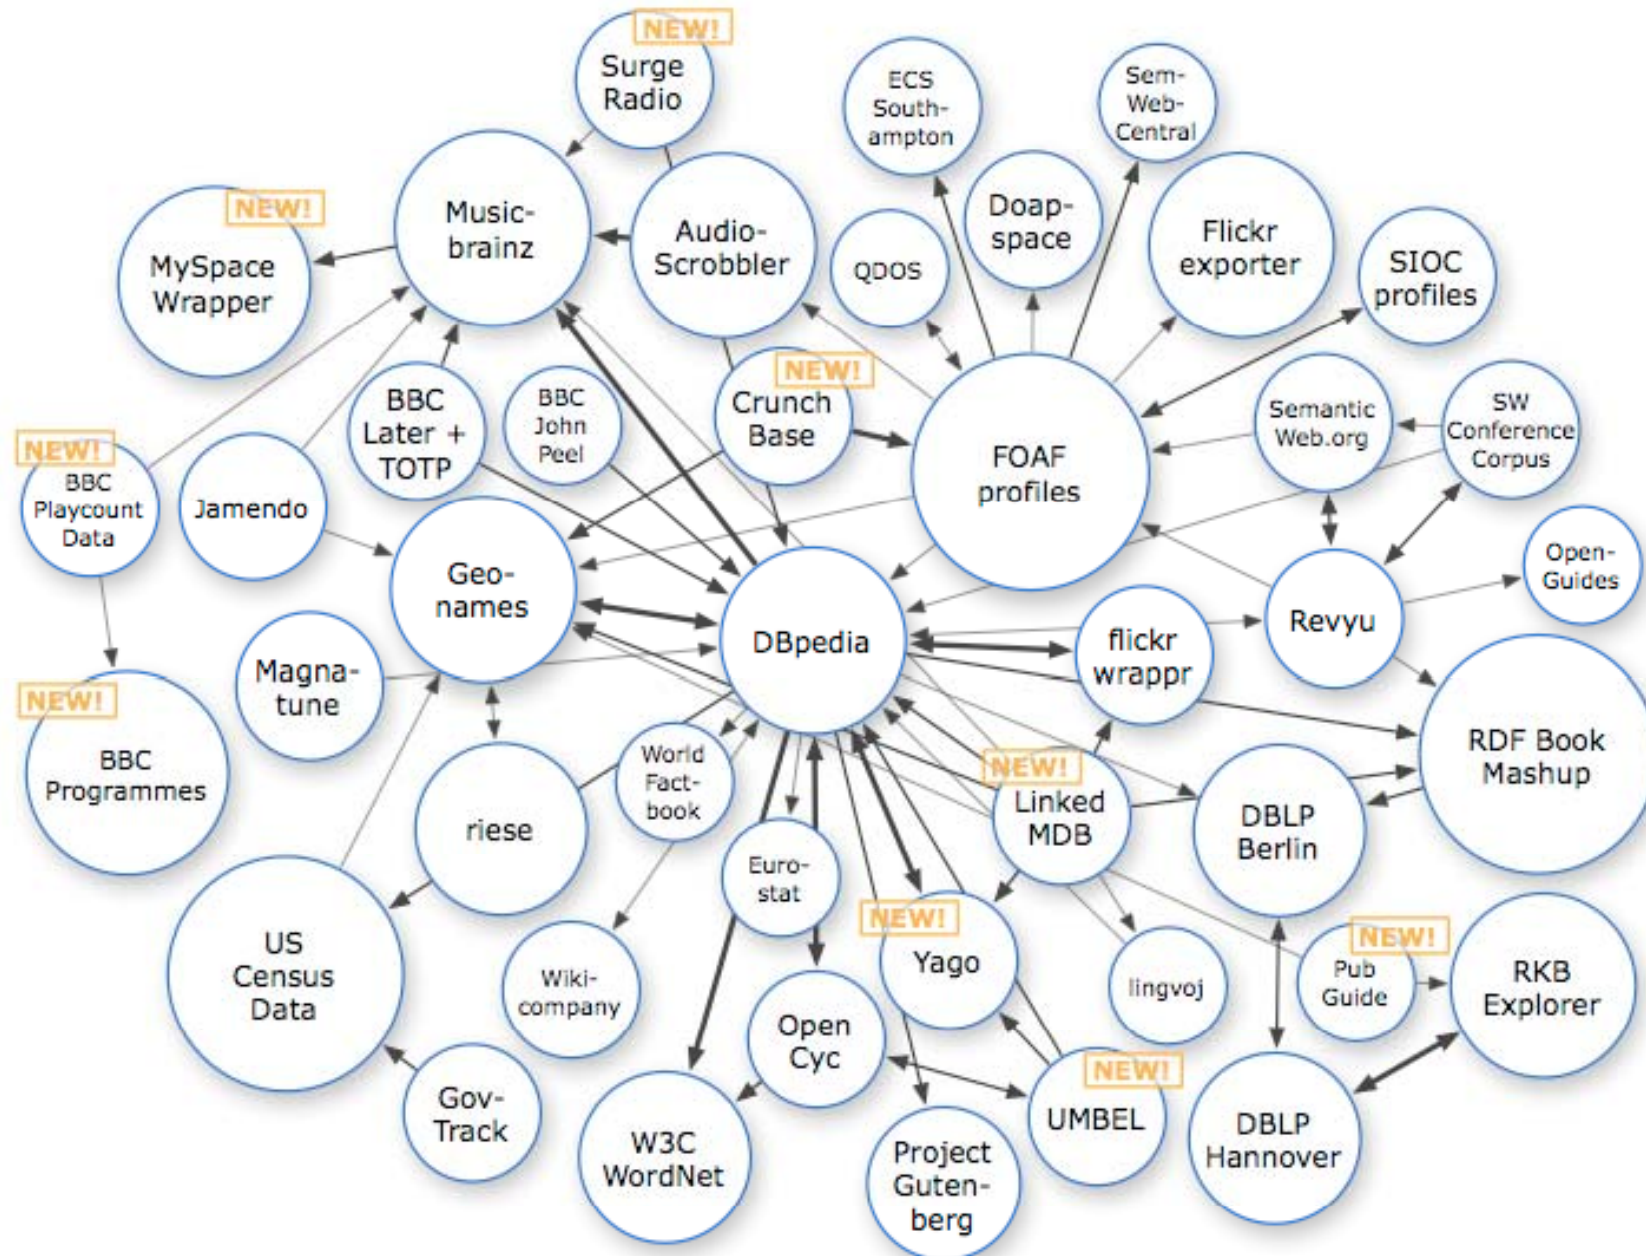 NEW!
Surge
Radio
ECS
South-
ampton
Sem-
Web-
Central
NEW!
MySpace
Wrapper
Music-
brainz
Audio-
Scrobbler
QDOS
Doap-
space
Flickr
exporter
SIOC
profiles
NEW!
BBC
Playcount
Data
Jamendo
BBC
Later +
TOTP
BBC
John
Peel
NEW!
Crunch
Base
FOAF
profiles
Semantic
Web.org
SW
Conference
Corpus
Open-
Guides
Geo-
names
DBpedia
flickr
wrappr
Revyu
Magna-
tune
NEW!
BBC
Programmes
riese
World
Fact-
book
NEW!
Linked
MDB
DBLP
Berlin
RDF Book
Mashup
Euro-
stat
US
Census
Data
Wiki-
company
Open
Cyc
NEW!
Yago
lingvoj
NEW!
Pub
Guide
RKB
Explorer
Gov-
Track
W3C
WordNet
Project
Guten-
berg
NEW!
UMBEL
DBLP
Hannover